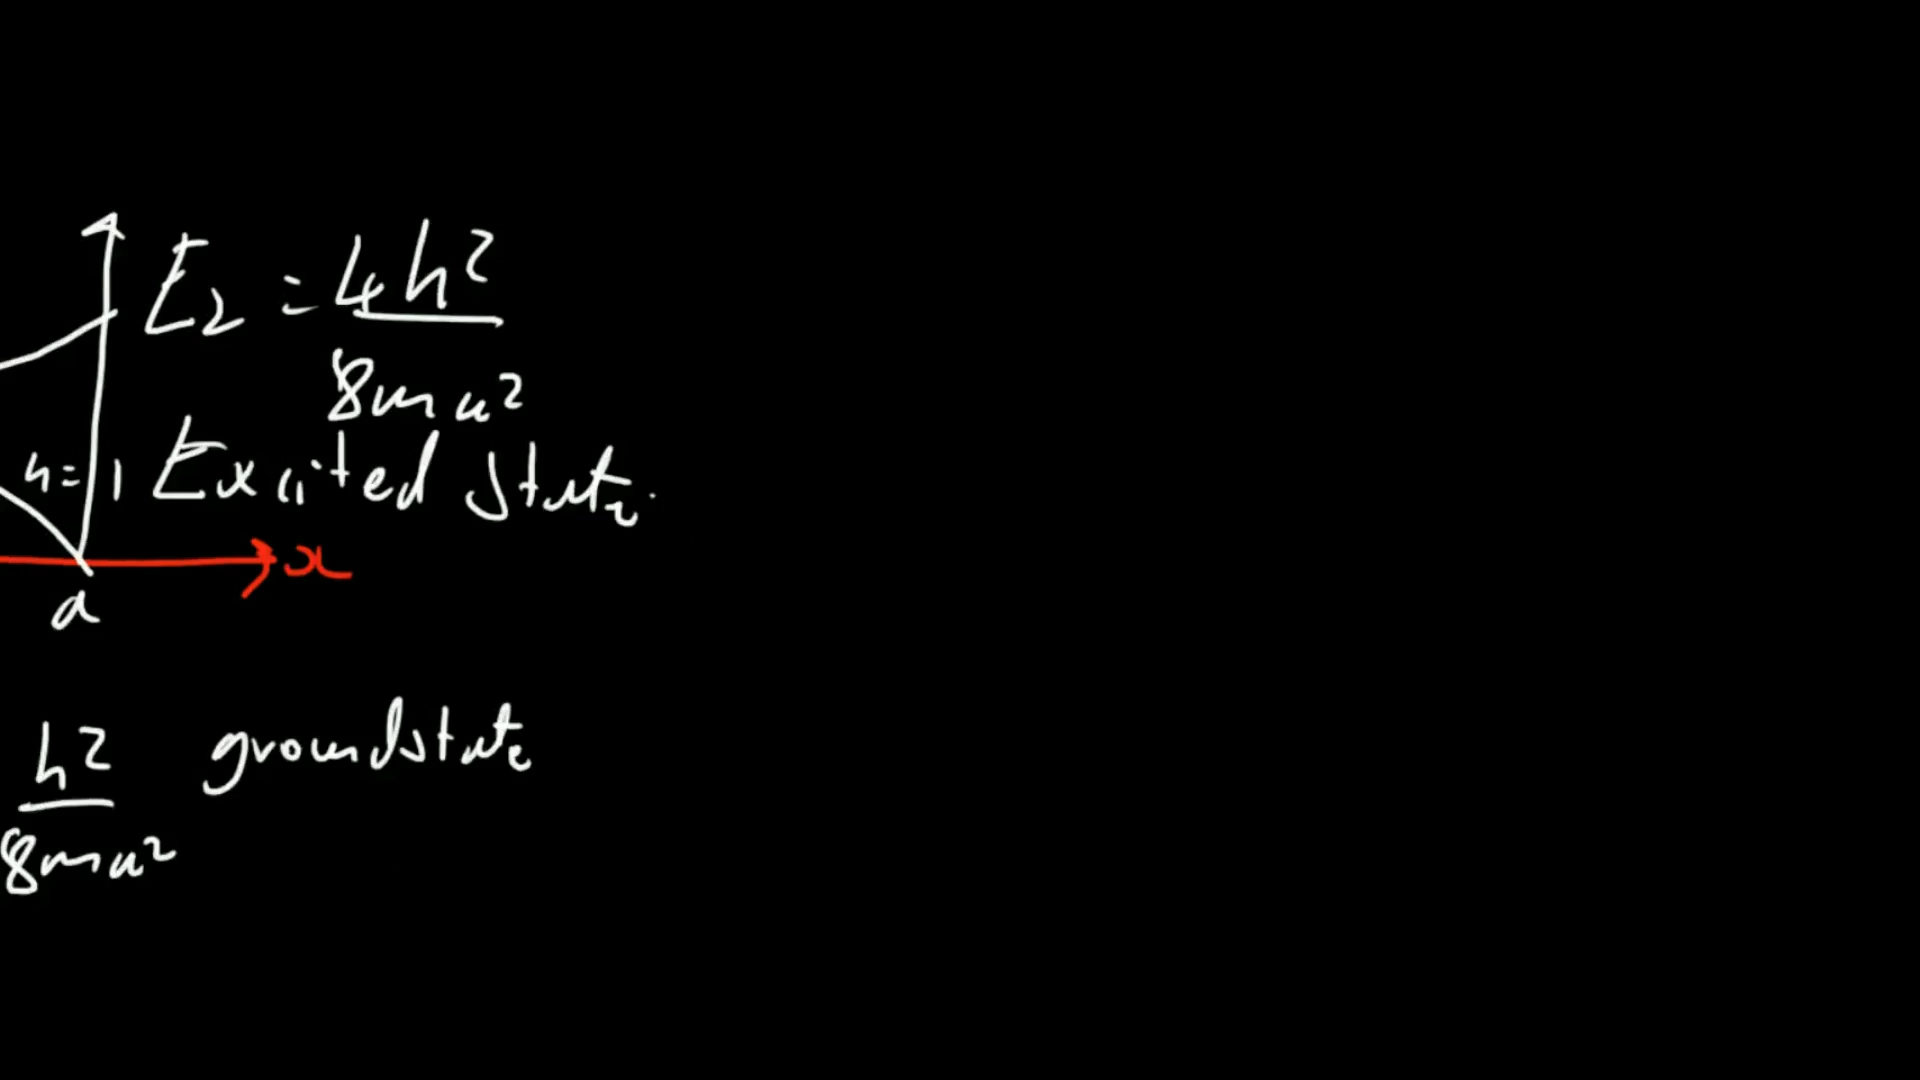 E₂ = 4h²
8ma²
n=1 Excited state.
x
a
h² groundstate
8ma²